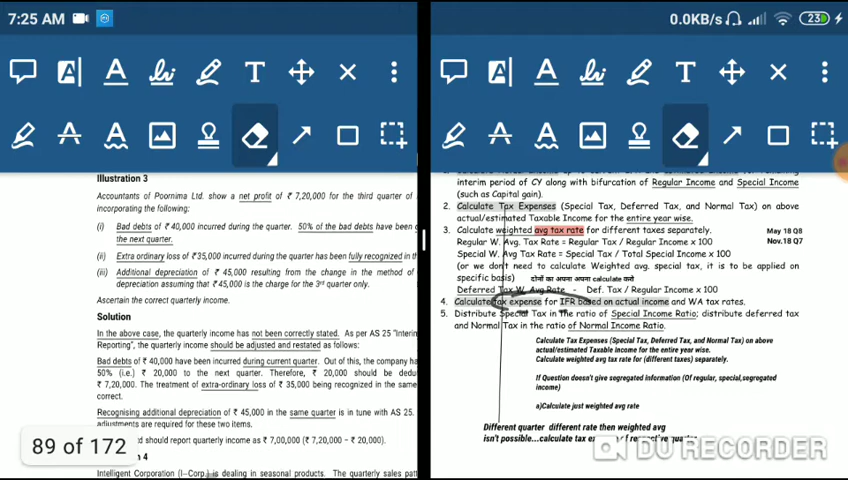 7:25 AM
0.0KB/s
23
Illustration 3
Accountants of Poornima Ltd. show a net profit of ₹ 7,20,000 for the third quarter of
incorporating the following:
(i) Bad debts of ₹ 40,000 incurred during the quarter. 50% of the bad debts have been
the next quarter.
(ii) Extra ordinary loss of ₹ 35,000 incurred during the quarter has been fully recognized in
(iii) Additional depreciation of ₹ 45,000 resulting from the change in the method of
depreciation assuming that ₹ 45,000 is the charge for the 3rd quarter only.
Ascertain the correct quarterly income.
Solution
In the above case, the quarterly income has not been correctly stated. As per AS 25 "Interim
Reporting", the quarterly income should be adjusted and restated as follows:
Bad debts of ₹ 40,000 have been incurred during current quarter. Out of this, the company
50% (i.e.) ₹ 20,000 to the next quarter. Therefore, ₹ 20,000 should be
₹ 7,20,000. The treatment of extra-ordinary loss of ₹ 35,000 being recognized in the same
correct.
Recognising additional depreciation of ₹ 45,000 in the same quarter is in tune with AS 25.
adjustments are required for these two items.
should report quarterly income as ₹ 7,00,000 (₹ 7,20,000 – ₹ 20,000).
89 of 172
4
Intelligent Corporation (I-Corp.) is dealing in seasonal products. The quarterly sales
interim period of CY along with bifurcation of Regular Income and Special Income
(such as Capital gain).
2. Calculate Tax Expenses (Special Tax, Deferred Tax, and Normal Tax) on above
actual/estimated Taxable Income for the entire year wise.
3. Calculate weighted avg tax rate for different taxes separately.
May 18 Q8
Nov.18 Q7
Regular W. Avg. Tax Rate = Regular Tax / Regular Income x 100
Special W. Avg Tax Rate = Special Tax / Total Special Income x 100
(or we don't need to calculate Weighted avg. special tax, it is to be applied on
specific basis) दोनों का अपना अपना calculate करो
Deferred Tax W. Avg Rate - Def. Tax / Regular Income x 100
4. Calculate tax expense for IFR based on actual income and WA tax rates.
5. Distribute Special Tax in the ratio of Special Income Ratio; distribute deferred tax
and Normal Tax in the ratio of Normal Income Ratio.
Calculate Tax Expenses (Special Tax, Deferred Tax, and Normal Tax) on above
actual/estimated Taxable Income for the entire year wise.
Calculate weighted avg tax rate for (different taxes) separately.
If Question doesn't give segregated information (Of regular, special,segregated
income)
a)Calculate just weighted avg rate
Different quarter different rate then weighted avg
isn't possible...calculate tax of respective quarter
DU RECORDER